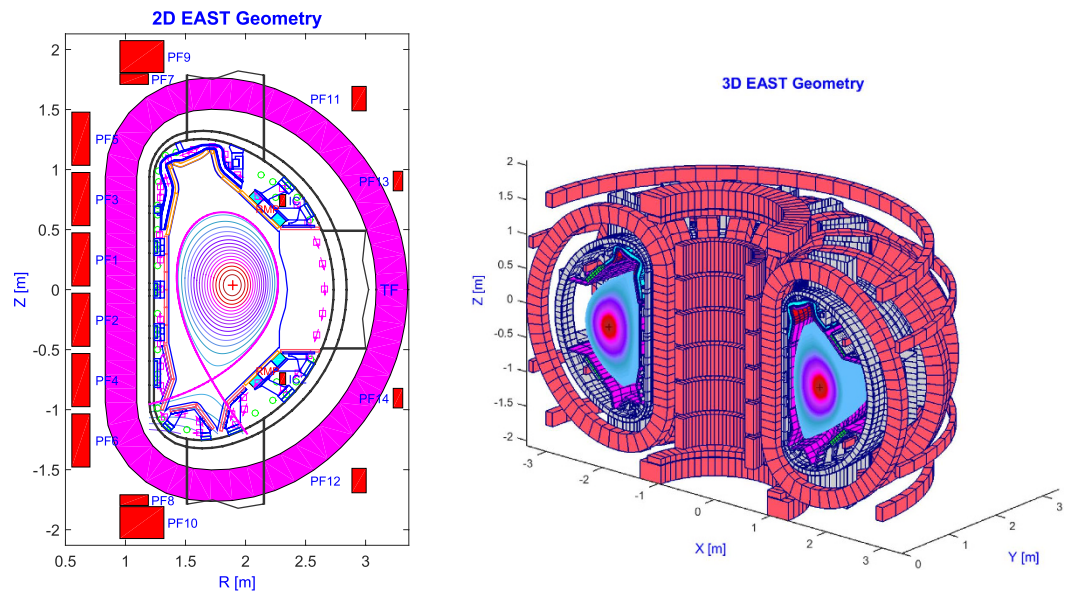 2D EAST Geometry
2
1.5
1
0.5
0
-0.5
-1
-1.5
-2
Z [m]
PF9
PF7
PF11
PF5
PF13
PF3
IC
PF1
TF
PF2
PF4
IC
PF14
PF6
PF12
PF8
PF10
0.5
1
1.5
2
2.5
3
R [m]
3D EAST Geometry
2
1.5
1
0.5
0
-0.5
-1
-1.5
-2
Z [m]
-3
-2
-1
0
1
2
3
X [m]
0
1
2
3
Y [m]